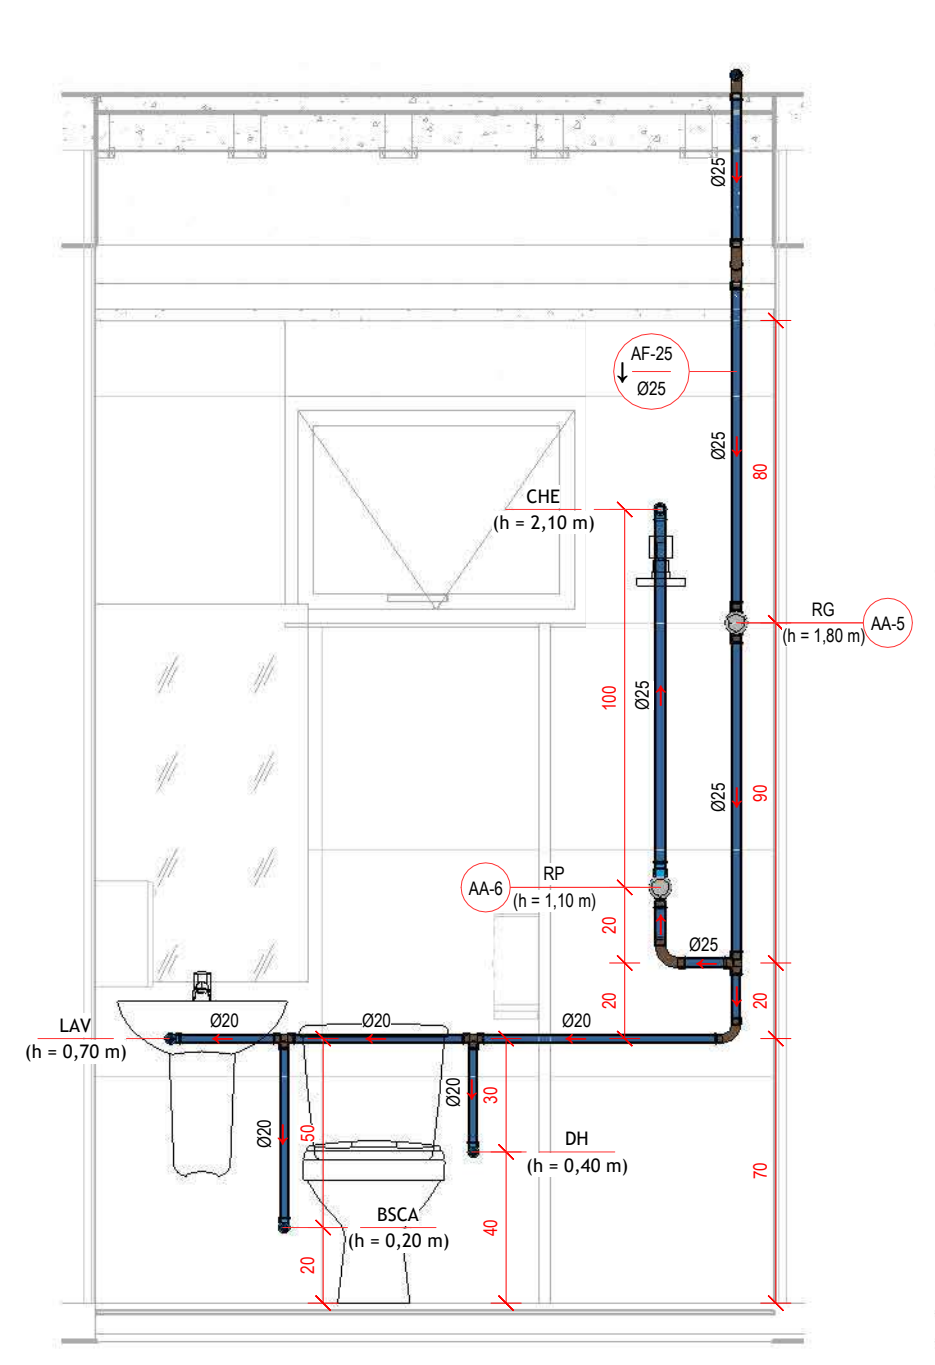 Ø25
AF-25
Ø25
Ø25
80
CHE
(h = 2,10 m)
RG
(h = 1,80 m)
AA-5
100
Ø25
Ø25
90
RP
(h = 1,10 m)
AA-6
20
Ø25
20
20
LAV
(h = 0,70 m)
Ø20
Ø20
Ø20
Ø20
30
Ø20
50
DH
(h = 0,40 m)
70
BSCA
(h = 0,20 m)
40
20